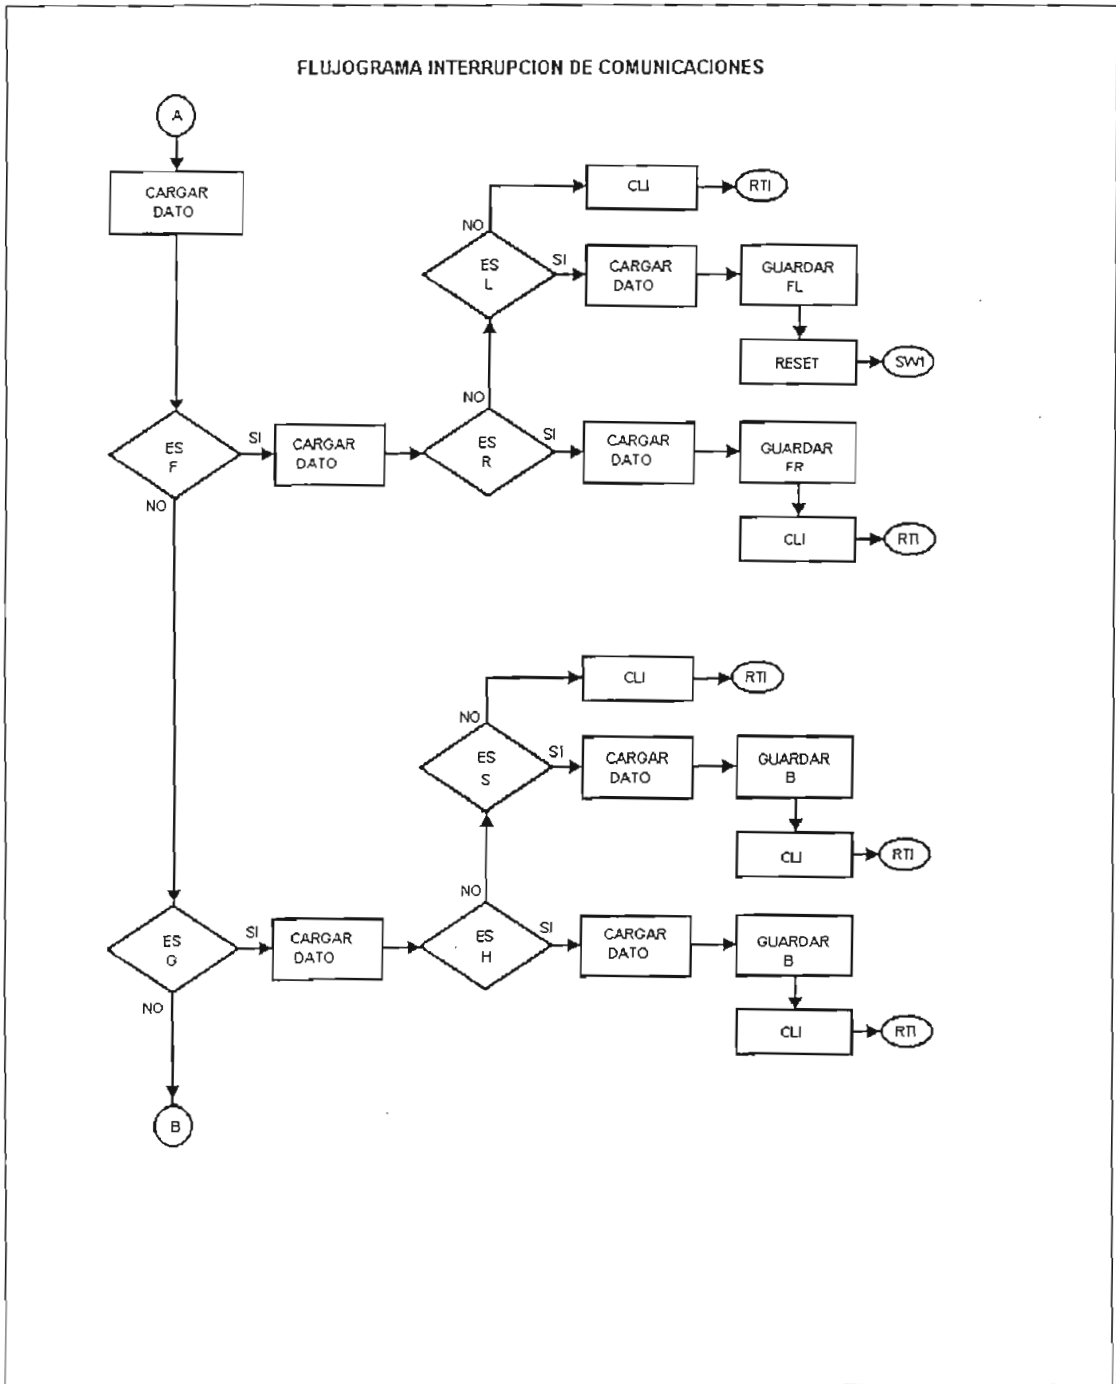 FLUJOGRAMA INTERRUPCION DE COMUNICACIONES
A
CARGAR
DATO
CLI
RTI
NO
ES
L
SI
CARGAR
DATO
GUARDAR
FL
RESET
SW1
NO
ES
F
SI
CARGAR
DATO
ES
R
SI
CARGAR
DATO
GUARDAR
FR
NO
CLI
RTI
CLI
RTI
NO
ES
S
SI
CARGAR
DATO
GUARDAR
B
CLI
RTI
NO
ES
G
SI
CARGAR
DATO
ES
H
SI
CARGAR
DATO
GUARDAR
B
NO
CLI
RTI
B